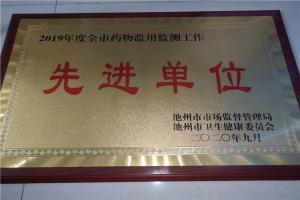 2019年度全市药物滥用监测工作
先进单位
池州市市场监督管理局
池州市卫生健康委员会
二〇二〇年九月